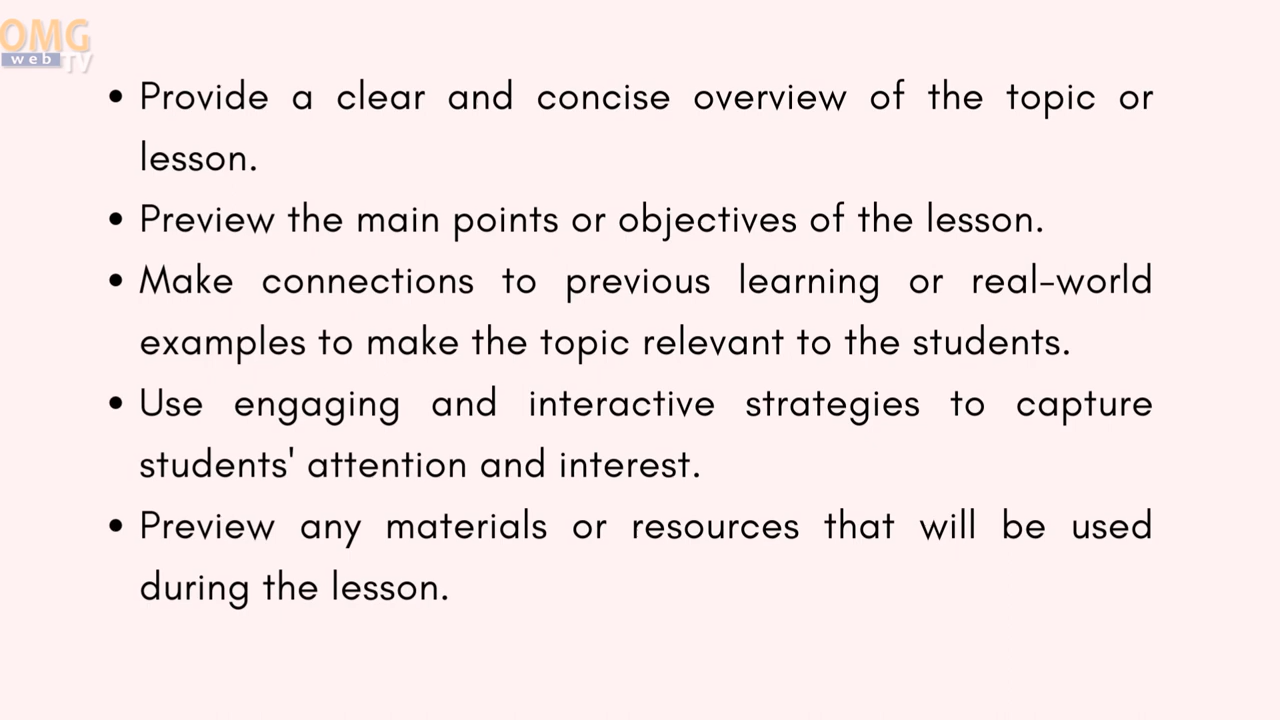 OMG
web TV
• Provide a clear and concise overview of the topic or
lesson.
• Preview the main points or objectives of the lesson.
• Make connections to previous learning or real-world
examples to make the topic relevant to the students.
• Use engaging and interactive strategies to capture
students' attention and interest.
• Preview any materials or resources that will be used
during the lesson.